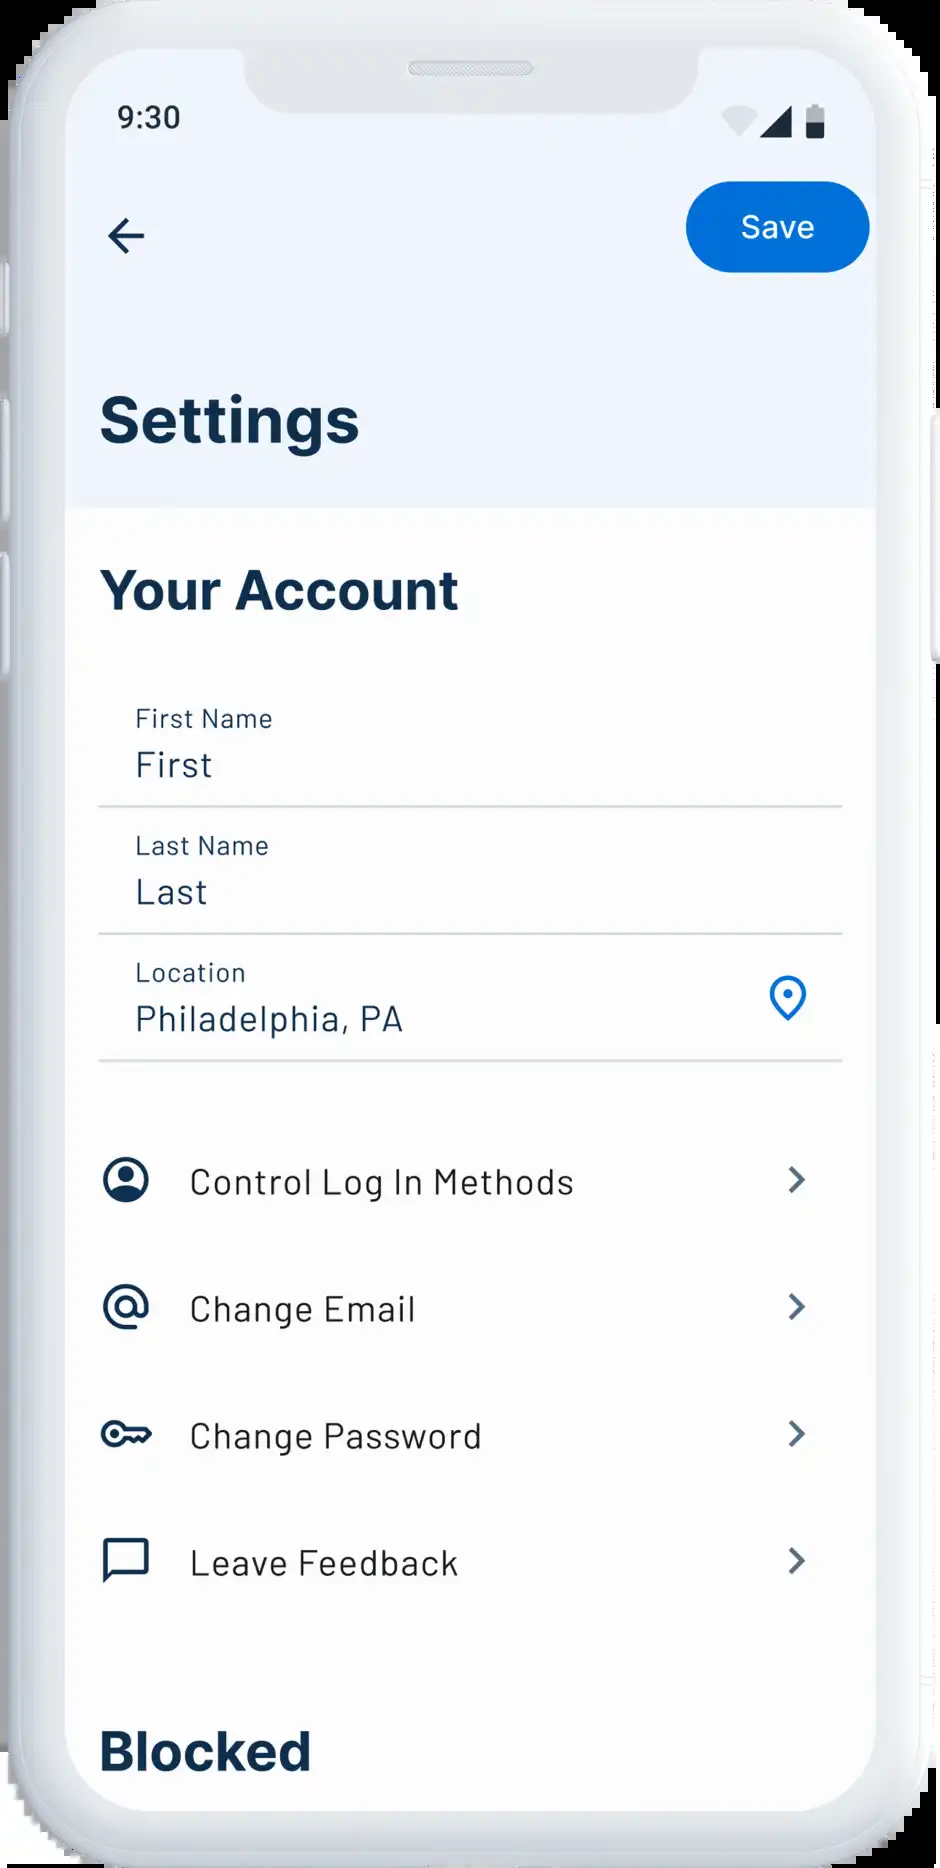 9:30
Save
Settings
Your Account
First Name
First
Last Name
Last
Location
Philadelphia, PA
Control Log In Methods
Change Email
Change Password
Leave Feedback
Blocked